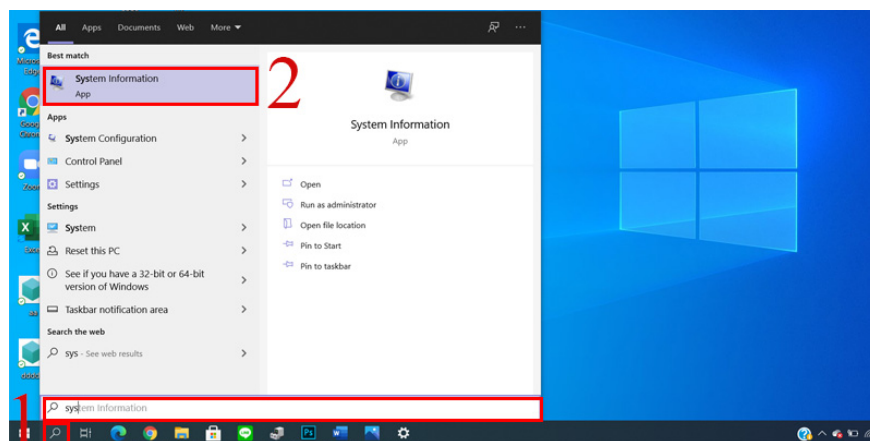 All Apps Documents Web More
Best match
System Information
App
Apps
System Configuration
Control Panel
Settings
Settings
System
Reset this PC
See if you have a 32-bit or 64-bit
version of Windows
Taskbar notification area
Search the web
sys - See web results
system Information
System Information
App
Open
Run as administrator
Open file location
Pin to Start
Pin to taskbar
1
2
Ps